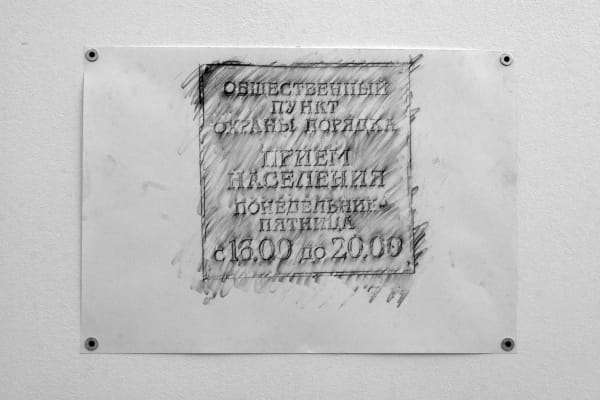 ОБЩЕСТВЕННЫЙ
ПУНКТ
ОХРАНЫ ПОРЯДКА
ПРИЕМ
НАСЕЛЕНИЯ
ПОНЕДЕЛЬНИК-
ПЯТНИЦА
с 16.00 до 20.00